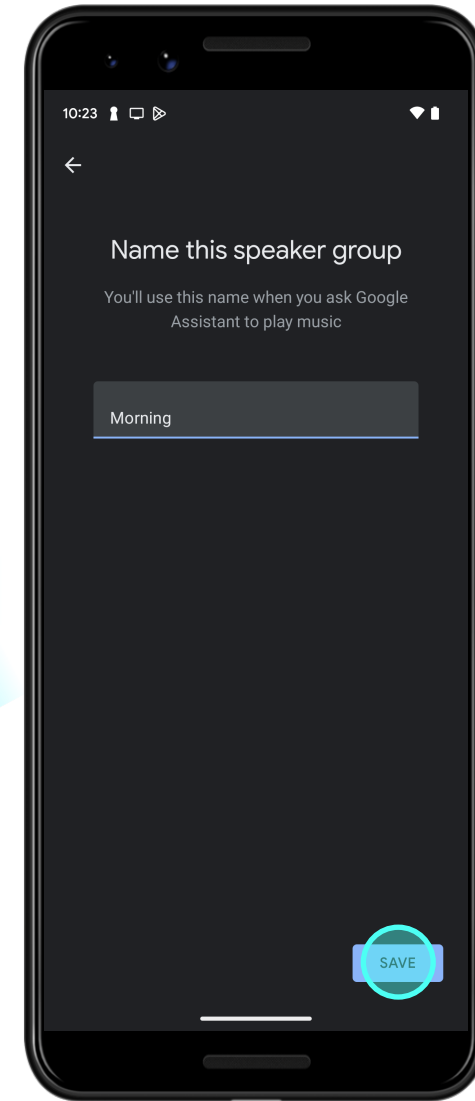 10:23
Name this speaker group
You'll use this name when you ask Google
Assistant to play music
Morning
SAVE